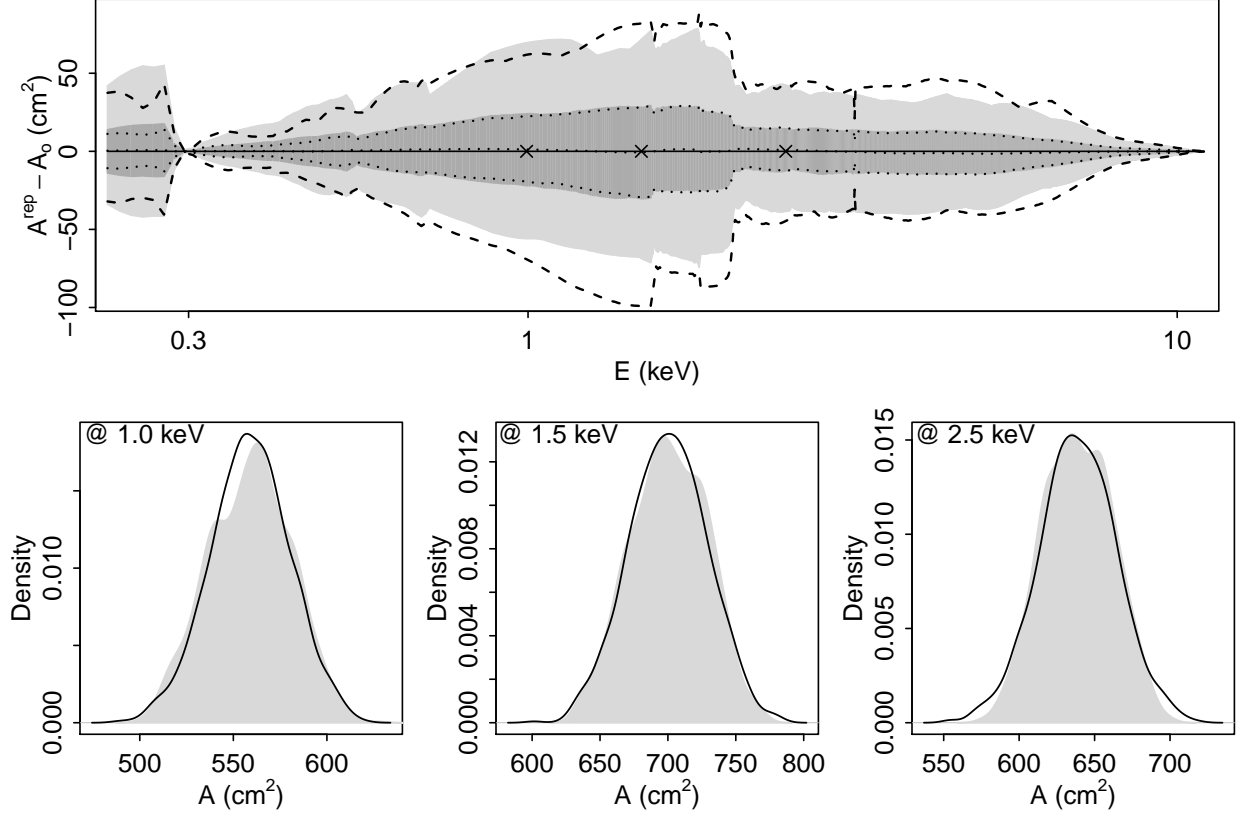 A^rep − A_o (cm^2)
50
0
−50
−100
0.3
1
10
E (keV)
@ 1.0 keV
Density
0.010
0.000
500
550
600
A (cm^2)
@ 1.5 keV
Density
0.012
0.008
0.004
0.000
600
650
700
750
800
A (cm^2)
@ 2.5 keV
Density
0.015
0.010
0.005
0.000
550
600
650
700
A (cm^2)